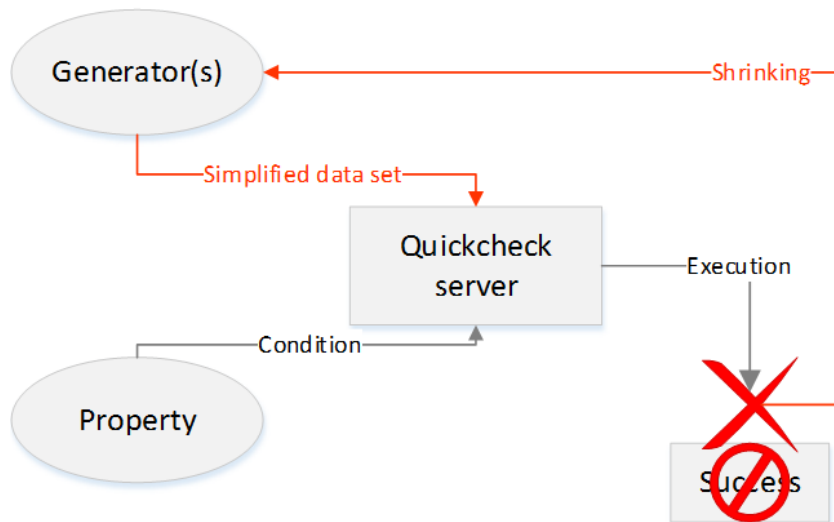 Generator(s)
Shrinking
Simplified data set
Quickcheck
server
Execution
Condition
Property
Success